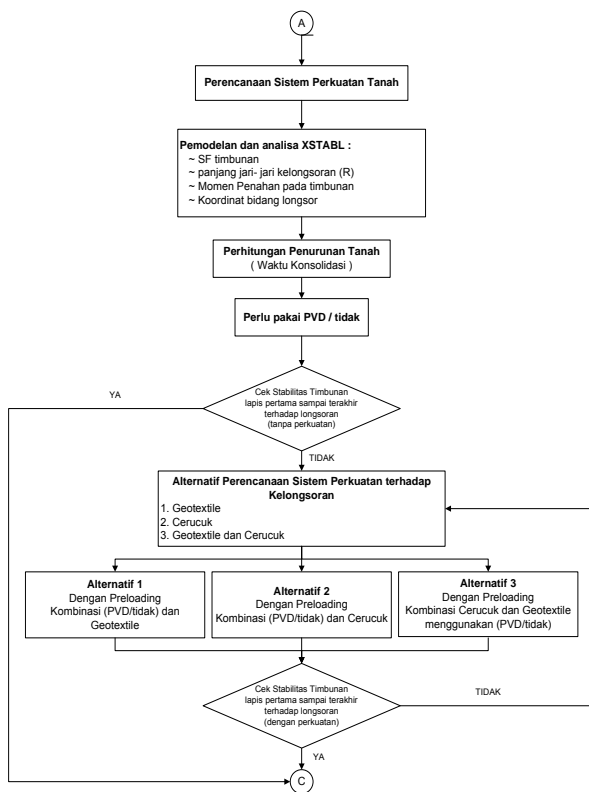 A
Perencanaan Sistem Perkuatan Tanah
Pemodelan dan analisa XSTABL :
~ SF timbunan
~ panjang jari- jari kelongsoran (R)
~ Momen Penahan pada timbunan
~ Koordinat bidang longsor
Perhitungan Penurunan Tanah
( Waktu Konsolidasi )
Perlu pakai PVD / tidak
YA
Cek Stabilitas Timbunan
lapis pertama sampai terakhir
terhadap longsoran
(tanpa perkuatan)
TIDAK
Alternatif Perencanaan Sistem Perkuatan terhadap
Kelongsoran
1. Geotextile
2. Cerucuk
3. Geotextile dan Cerucuk
Alternatif 1
Dengan Preloading
Kombinasi (PVD/tidak) dan
Geotextile
Alternatif 2
Dengan Preloading
Kombinasi (PVD/tidak) dan Cerucuk
Alternatif 3
Dengan Preloading
Kombinasi Cerucuk dan Geotextile
menggunakan (PVD/tidak)
Cek Stabilitas Timbunan
lapis pertama sampai terakhir
terhadap longsoran
(dengan perkuatan)
TIDAK
YA
C